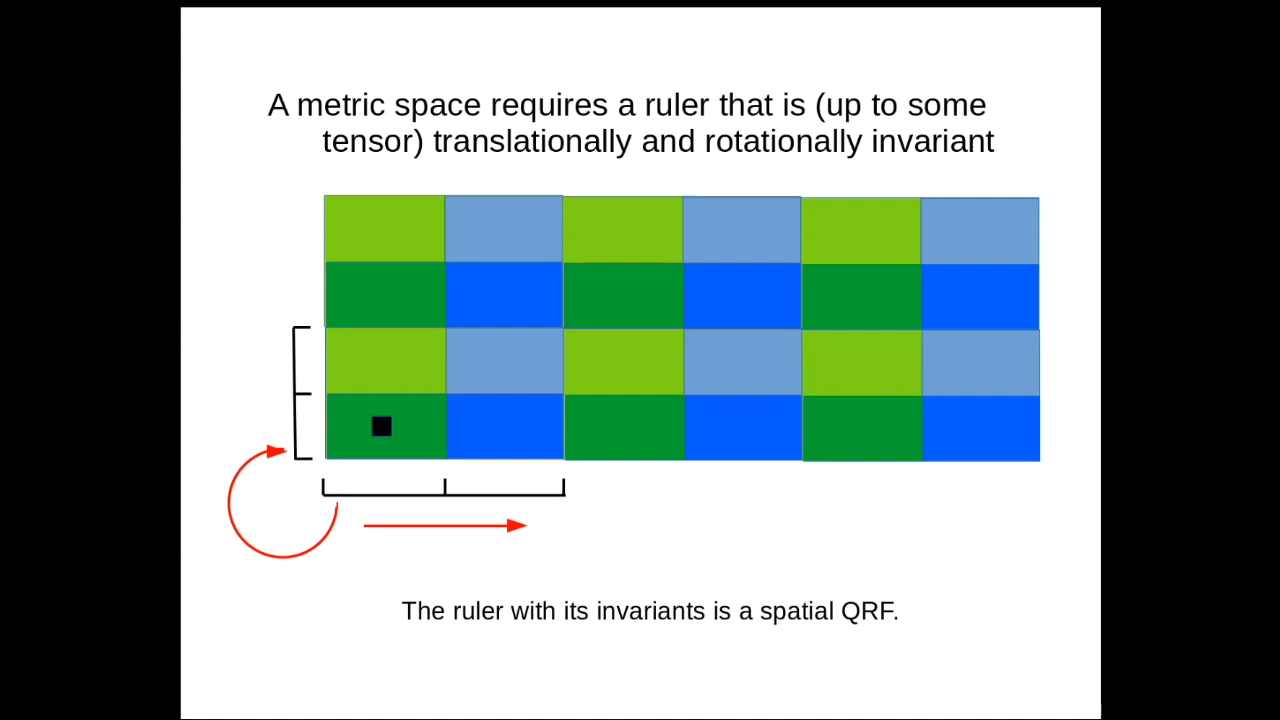 A metric space requires a ruler that is (up to some
tensor) translationally and rotationally invariant
The ruler with its invariants is a spatial QRF.